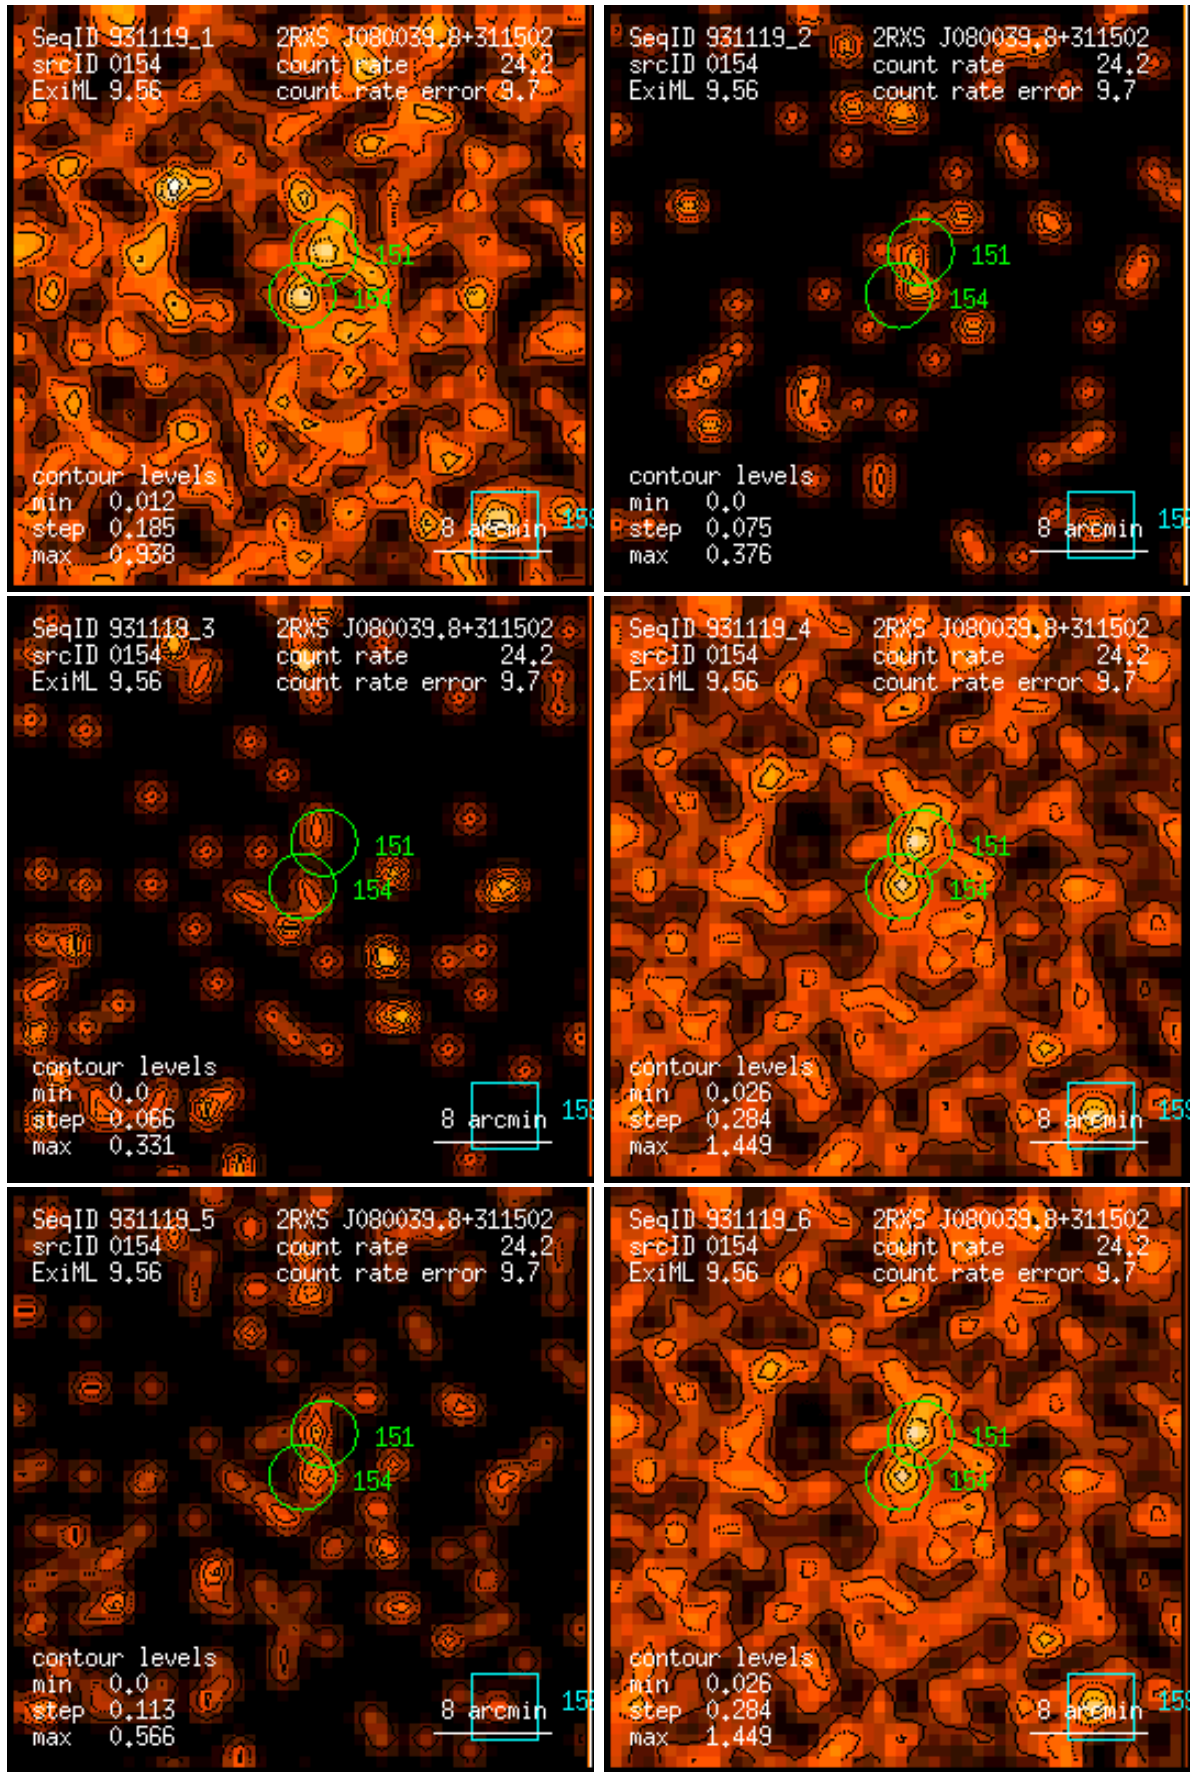 SeqID 931119_1 2RXS J080039.8+311502
srcID 0154 count rate 24.2
ExiML 9.56 count rate error 9.7
151
154
contour levels
min 0.012
step 0.185
max 0.938
8 arcmin
159
SeqID 931119_2 2RXS J080039.8+311502
srcID 0154 count rate 24.2
ExiML 9.56 count rate error 9.7
151
154
contour levels
min 0.0
step 0.075
max 0.376
8 arcmin
15
SeqID 931119_3 2RXS J080039.8+311502
srcID 0154 count rate 24.2
ExiML 9.56 count rate error 9.7
151
154
contour levels
min 0.0
step 0.066
max 0.331
8 arcmin
159
SeqID 931119_4 2RXS J080039.8+311502
srcID 0154 count rate 24.2
ExiML 9.56 count rate error 9.7
151
154
contour levels
min 0.026
step 0.284
max 1.449
8 arcmin
159
SeqID 931119_5 2RXS J080039.8+311502
srcID 0154 count rate 24.2
ExiML 9.56 count rate error 9.7
151
154
contour levels
min 0.0
step 0.113
max 0.566
8 arcmin
159
SeqID 931119_6 2RXS J080039.8+311502
srcID 0154 count rate 24.2
ExiML 9.56 count rate error 9.7
151
154
contour levels
min 0.026
step 0.284
max 1.449
8 arcmin
159